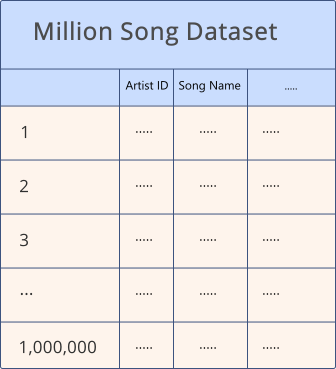 Million Song Dataset
Artist ID Song Name .....
1 ..... ..... .....
2 ..... ..... .....
3 ..... ..... .....
... ..... ..... .....
1,000,000 ..... ..... .....